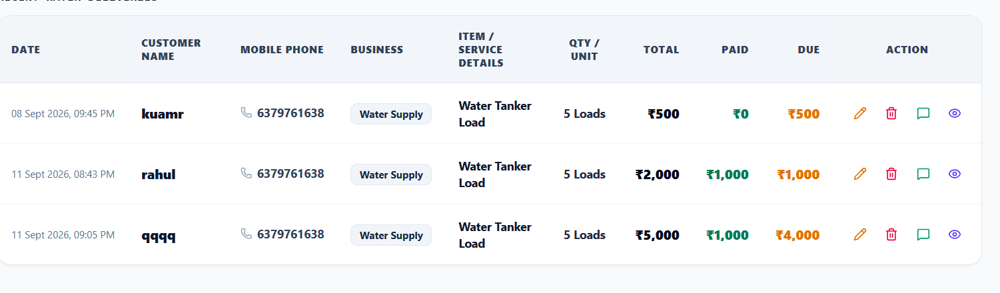 DATE
CUSTOMER NAME
MOBILE PHONE
BUSINESS
ITEM / SERVICE DETAILS
QTY / UNIT
TOTAL
PAID
DUE
ACTION
08 Sept 2026, 09:45 PM kuamr 6379761638 Water Supply Water Tanker Load 5 Loads ₹500 ₹0 ₹500
11 Sept 2026, 08:43 PM rahul 6379761638 Water Supply Water Tanker Load 5 Loads ₹2,000 ₹1,000 ₹1,000
11 Sept 2026, 09:05 PM qqqq 6379761638 Water Supply Water Tanker Load 5 Loads ₹5,000 ₹1,000 ₹4,000